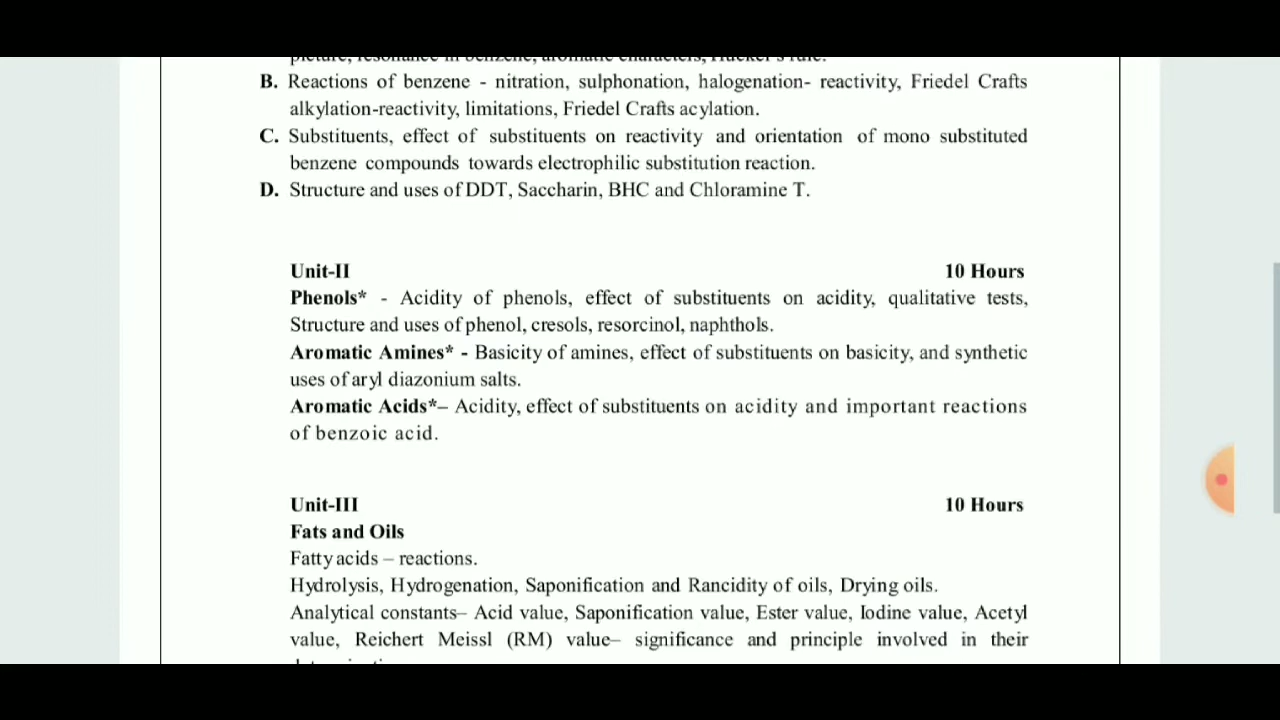 B. Reactions of benzene - nitration, sulphonation, halogenation- reactivity, Friedel Crafts
alkylation-reactivity, limitations, Friedel Crafts acylation.
C. Substituents, effect of substituents on reactivity and orientation of mono substituted
benzene compounds towards electrophilic substitution reaction.
D. Structure and uses of DDT, Saccharin, BHC and Chloramine T.
Unit-II 10 Hours
Phenols* - Acidity of phenols, effect of substituents on acidity, qualitative tests,
Structure and uses of phenol, cresols, resorcinol, naphthols.
Aromatic Amines* - Basicity of amines, effect of substituents on basicity, and synthetic
uses of aryl diazonium salts.
Aromatic Acids*– Acidity, effect of substituents on acidity and important reactions
of benzoic acid.
Unit-III 10 Hours
Fats and Oils
Fatty acids – reactions.
Hydrolysis, Hydrogenation, Saponification and Rancidity of oils, Drying oils.
Analytical constants– Acid value, Saponification value, Ester value, Iodine value, Acetyl
value, Reichert Meissl (RM) value– significance and principle involved in their